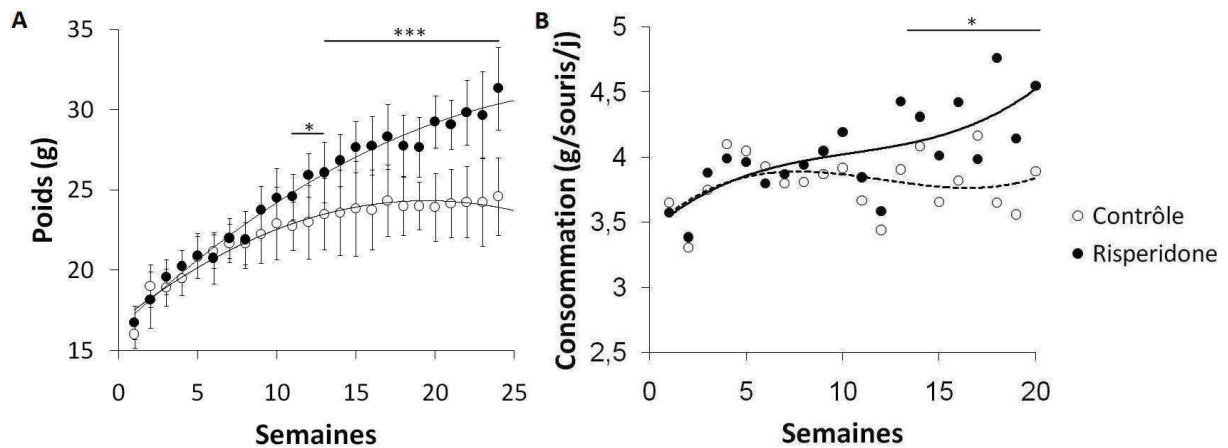 A
35
30
25
20
15
Poids (g)
***
*
0 5 10 15 20 25
Semaines
B
5
4,5
4
3,5
3
2,5
Consommation (g/souris/j)
*
0 5 10 15 20
Semaines
Contrôle
Risperidone